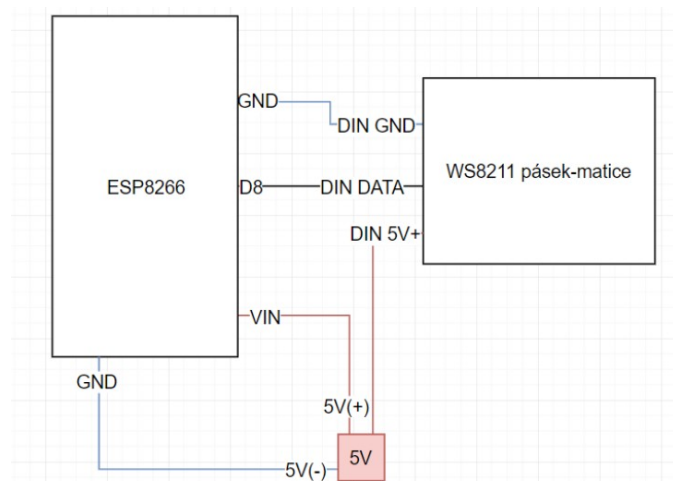 GND
DIN GND
ESP8266
D8
DIN DATA
WS8211 pásek-matice
DIN 5V+
VIN
GND
5V(+)
5V(-)
5V